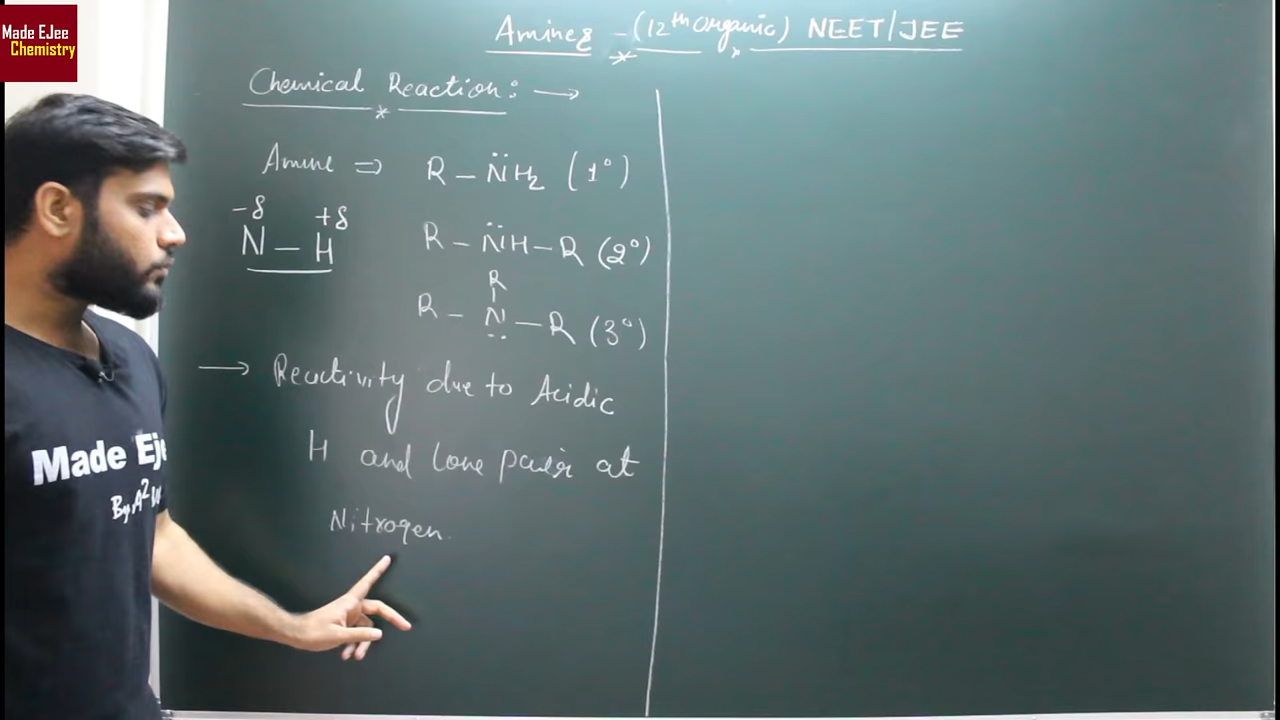 Made EJee
Chemistry
Amines - (12th Organic) NEET/JEE
Chemical Reaction: →
Amine ⇒ R – N̈H₂ (1°)
-δ +δ
N – H
R – N̈H – R (2°)
R
R – N̈ – R (3°)
→ Reactivity due to Acidic
H and lone pair at
Nitrogen.
Made Eje
By A²